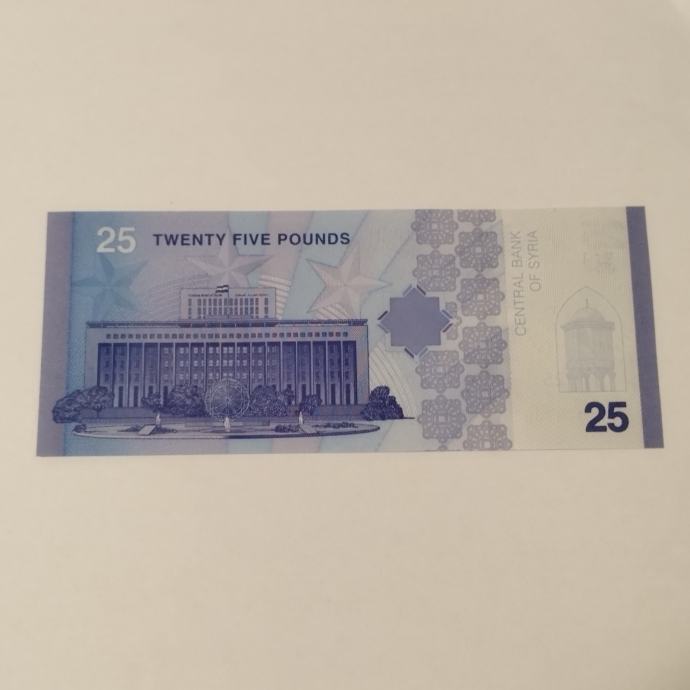 25 TWENTY FIVE POUNDS
CENTRAL BANK
OF SYRIA
25